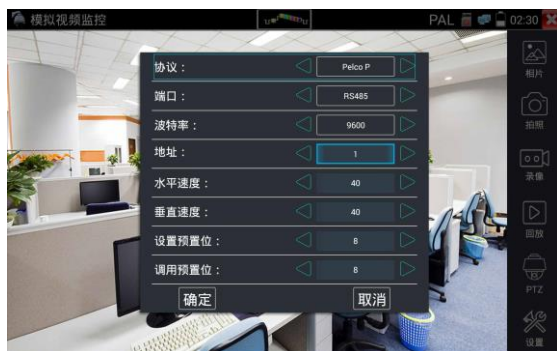 模拟视频监控
PAL 02:30
协议： Pelco P
端口： RS485
波特率： 9600
地址： 1
水平速度： 40
垂直速度： 40
设置预置位： 8
调用预置位： 8
确定 取消
相片
拍照
录像
回放
PTZ
设置